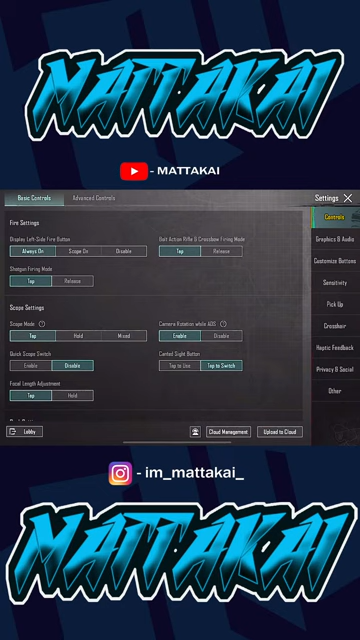 MATTAKAI
- MATTAKAI
Basic Controls Advanced Controls Settings
Controls
Fire Settings
Graphics & Audio
Display Left-Side Fire Button Bolt Action Rifle & Crossbow Firing Mode
Always On Scope On Disable Tap Release
Customize Buttons
Shotgun Firing Mode
Tap Release
Sensitivity
Pick Up
Scope Settings
Scope Mode ? Camera Rotation while ADS ?
Crosshair
Tap Hold Mixed Enable Disable
Haptic Feedback
Quick Scope Switch Canted Sight Button
Enable Disable Tap to Use Tap to Switch
Privacy & Social
Focal Length Adjustment
Tap Hold
Other
Lobby Cloud Management Upload to Cloud
- im_mattakai_
MATTAKAI